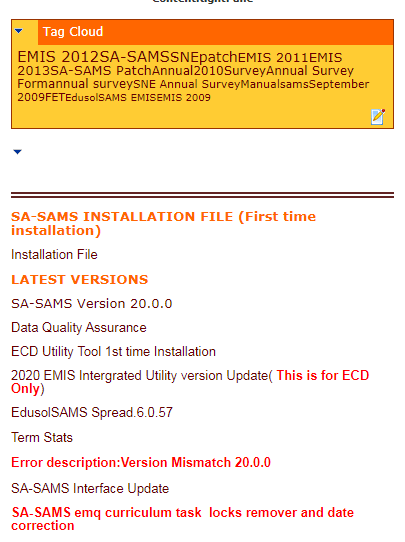 ContentRightPane
Tag Cloud
EMIS 2012SA-SAMSSNEpatchEMIS 2011EMIS
2013SA-SAMS PatchAnnual2010SurveyAnnual Survey
Formannual surveySNE Annual SurveyManualsamsSeptember
2009FETEdusolSAMS EMISEMIS 2009
SA-SAMS INSTALLATION FILE (First time
installation)
Installation File
LATEST VERSIONS
SA-SAMS Version 20.0.0
Data Quality Assurance
ECD Utility Tool 1st time Installation
2020 EMIS Intergrated Utility version Update( This is for ECD
Only)
EdusolSAMS Spread.6.0.57
Term Stats
Error description:Version Mismatch 20.0.0
SA-SAMS Interface Update
SA-SAMS emq curriculum task  locks remover and date
correction